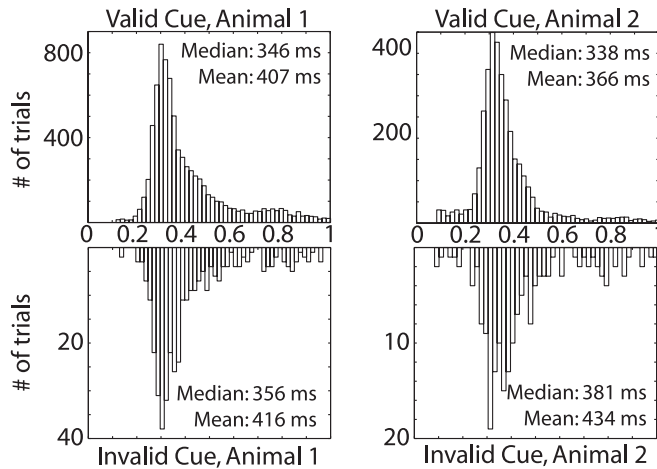 Valid Cue, Animal 1
Valid Cue, Animal 2
800
400
# of trials
Median: 346 ms
Mean: 407 ms
400
200
Median: 338 ms
Mean: 366 ms
0 0.2 0.4 0.6 0.8 1
0 0.2 0.4 0.6 0.8 1
# of trials
20
40
Median: 356 ms
Mean: 416 ms
10
20
Median: 381 ms
Mean: 434 ms
Invalid Cue, Animal 1
Invalid Cue, Animal 2